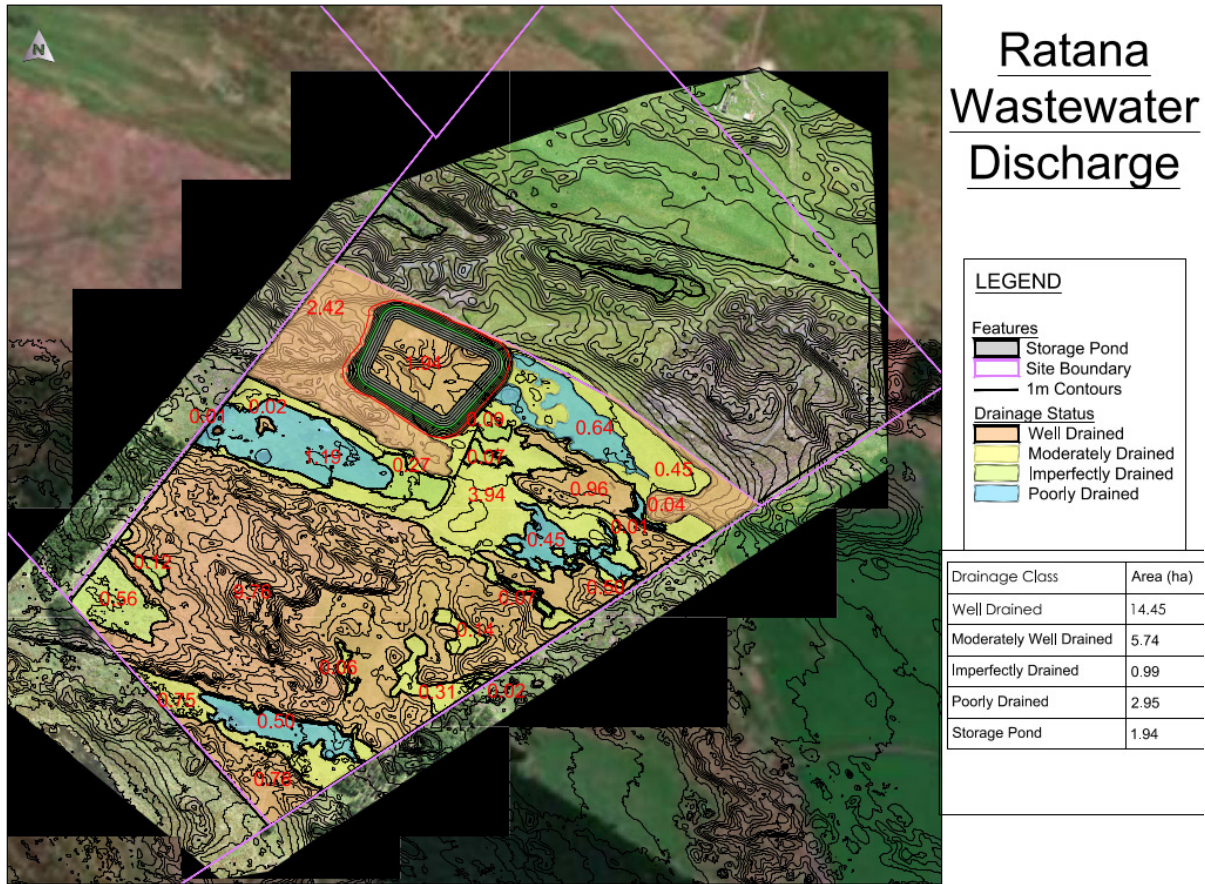 N
Ratana
Wastewater
Discharge
LEGEND
Features
Storage Pond
Site Boundary
1m Contours
Drainage Status
Well Drained
Moderately Drained
Imperfectly Drained
Poorly Drained
Drainage Class Area (ha)
Well Drained 14.45
Moderately Well Drained 5.74
Imperfectly Drained 0.99
Poorly Drained 2.95
Storage Pond 1.94
2.42
1.94
0.01
0.02
0.09
0.64
1.19
0.27
0.07
0.45
3.94
0.96
0.04
0.01
0.45
0.12
0.56
9.76
0.07
0.50
0.14
0.06
0.75
0.31
0.02
0.50
0.78